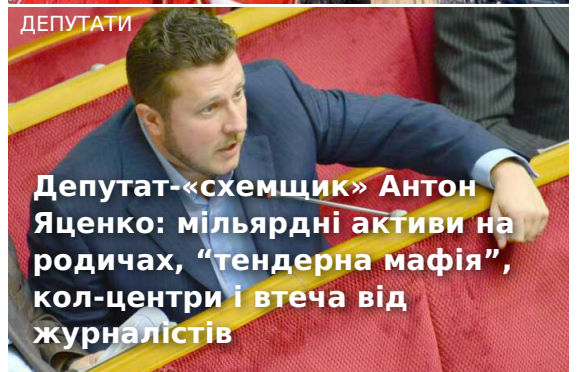 ДЕПУТАТИ
Депутат-«схемщик» Антон
Яценко: мільярдні активи на
родичах, “тендерна мафія”,
кол-центри і втеча від
журналістів